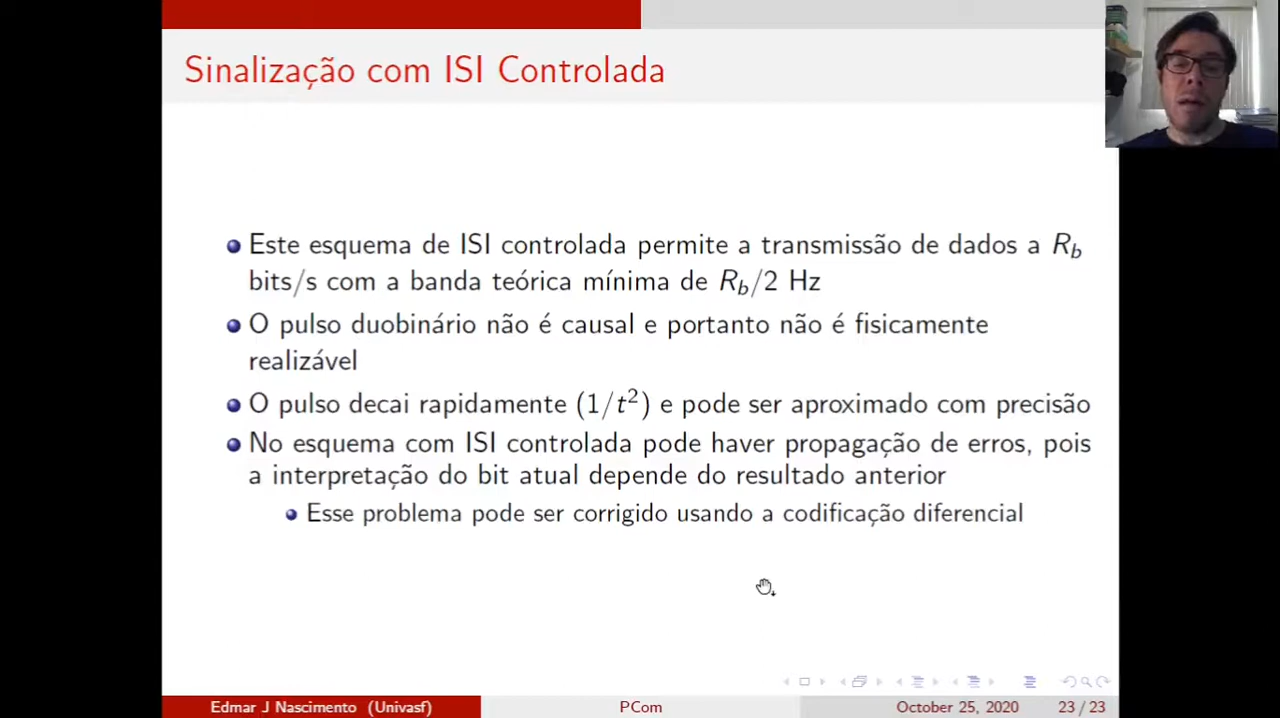 Sinalização com ISI Controlada
Este esquema de ISI controlada permite a transmissão de dados a R_b
bits/s com a banda teórica mínima de R_b/2 Hz
O pulso duobinário não é causal e portanto não é fisicamente
realizável
O pulso decai rapidamente (1/t²) e pode ser aproximado com precisão
No esquema com ISI controlada pode haver propagação de erros, pois
a interpretação do bit atual depende do resultado anterior
Esse problema pode ser corrigido usando a codificação diferencial
Edmar J Nascimento (Univasf) PCom October 25, 2020 23 / 23